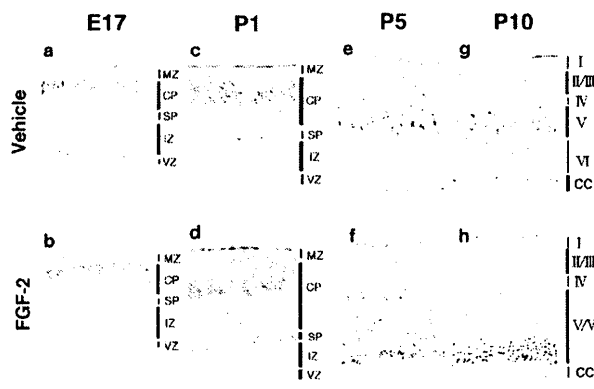 E17 P1 P5 P10
Vehicle
a c e g
MZ MZ I
CP CP II/III
SP IV
IZ SP V
VZ IZ VI
VZ CC
FGF-2
b d f h
MZ MZ I
CP CP II/III
SP IV
IZ SP V/V
VZ IZ CC
VZ